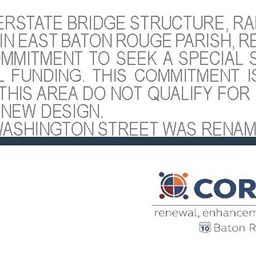 ERSTATE BRIDGE STRUCTURE, RA
IN EAST BATON ROUGE PARISH, RE
OMMITMENT TO SEEK A SPECIAL S
L FUNDING. THIS COMMITMENT IS
THIS AREA DO NOT QUALIFY FOR
NEW DESIGN.
WASHINGTON STREET WAS RENAM
COR
renewal, enhancem
10 Baton R